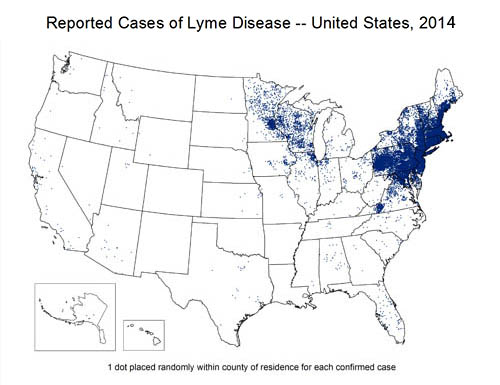 Reported Cases of Lyme Disease -- United States, 2014
1 dot placed randomly within county of residence for each confirmed case